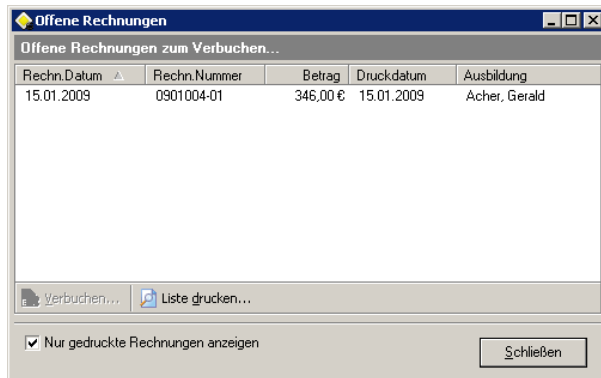 Offene Rechnungen
Offene Rechnungen zum Verbuchen...
Rechn.Datum Rechn.Nummer Betrag Druckdatum Ausbildung
15.01.2009 0901004-01 346,00 € 15.01.2009 Acher, Gerald
Verbuchen... Liste drucken...
Nur gedruckte Rechnungen anzeigen
Schließen